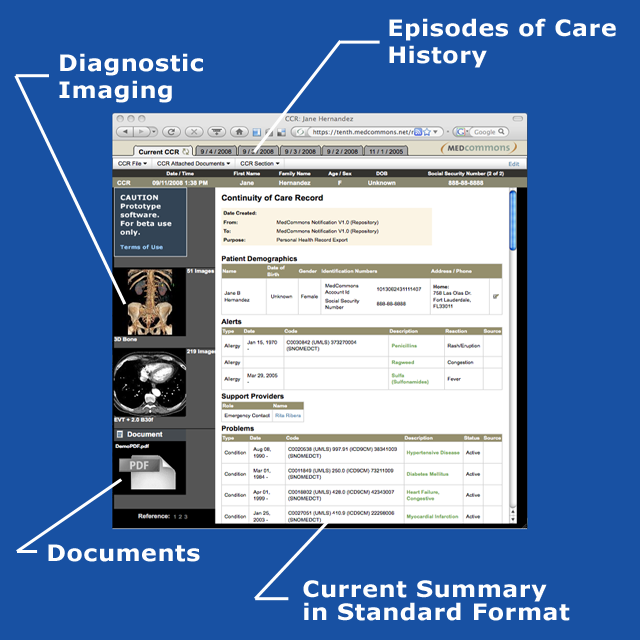 Episodes of Care
History
Diagnostic
Imaging
CCR: Jane Hernandez
https://tenth.medcommons.net/r
Google
Current CCR
9 / 4 / 2008
9 / 3 / 2008
9 / 2 / 2008
11 / 1 / 2005
MEDcommons
CCR File
CCR Attached Documents
CCR Section
Edit
Date / Time First Name Family Name Age / Sex DOB Social Security Number (2 of 2)
CCR 09/11/2008 1:38 PM Jane Hernandez F Unknown 888-88-8888
CAUTION
Prototype
software.
For beta use
only.
Terms of Use
51 Images
3D Bone
219 Images
EVT + 2.0 B30f
Document
DemoPDF.pdf
PDF
Reference: 1 2 3
Continuity of Care Record
Date Created:
From: MedCommons Notification V1.0 (Repository)
To: MedCommons Notification V1.0 (Repository)
Purpose: Personal Health Record Export
Patient Demographics
Name Date of Birth Gender Identification Numbers Address / Phone
Jane B Hernandez Unknown Female MedCommons Account Id 1013062431111407
Social Security Number 888-88-8888
Home:
758 Las Olas Dr.
Fort Lauderdale,
FL33011
Alerts
Type Date Code Description Reaction Source
Allergy Jan 15, 1970 - C0030842 (UMLS) 373270004 (SNOMEDCT) Penicillins Rash/Eruption
Allergy Ragweed Congestion
Allergy Mar 29, 2005 - Sulfa (Sulfonamides) Fever
Support Providers
Role Name
Emergency Contact Rita Ribera
Problems
Type Date Code Description Status Source
Condition Aug 08, 1990 - C0020538 (UMLS) 997.91 (ICD9CM) 38341003 (SNOMEDCT) Hypertensive Disease Active
Condition Mar 01, 1984 - C0011849 (UMLS) 250.0 (ICD9CM) 73211009 (SNOMEDCT) Diabetes Mellitus Active
Condition Apr 01, 1999 - C0018802 (UMLS) 428.0 (ICD9CM) 42343007 (SNOMEDCT) Heart Failure, Congestive Active
Condition Jan 25, 2003 - C0027051 (UMLS) 410.9 (ICD9CM) 22298006 (SNOMEDCT) Myocardial Infarction Active
Documents
Current Summary
in Standard Format